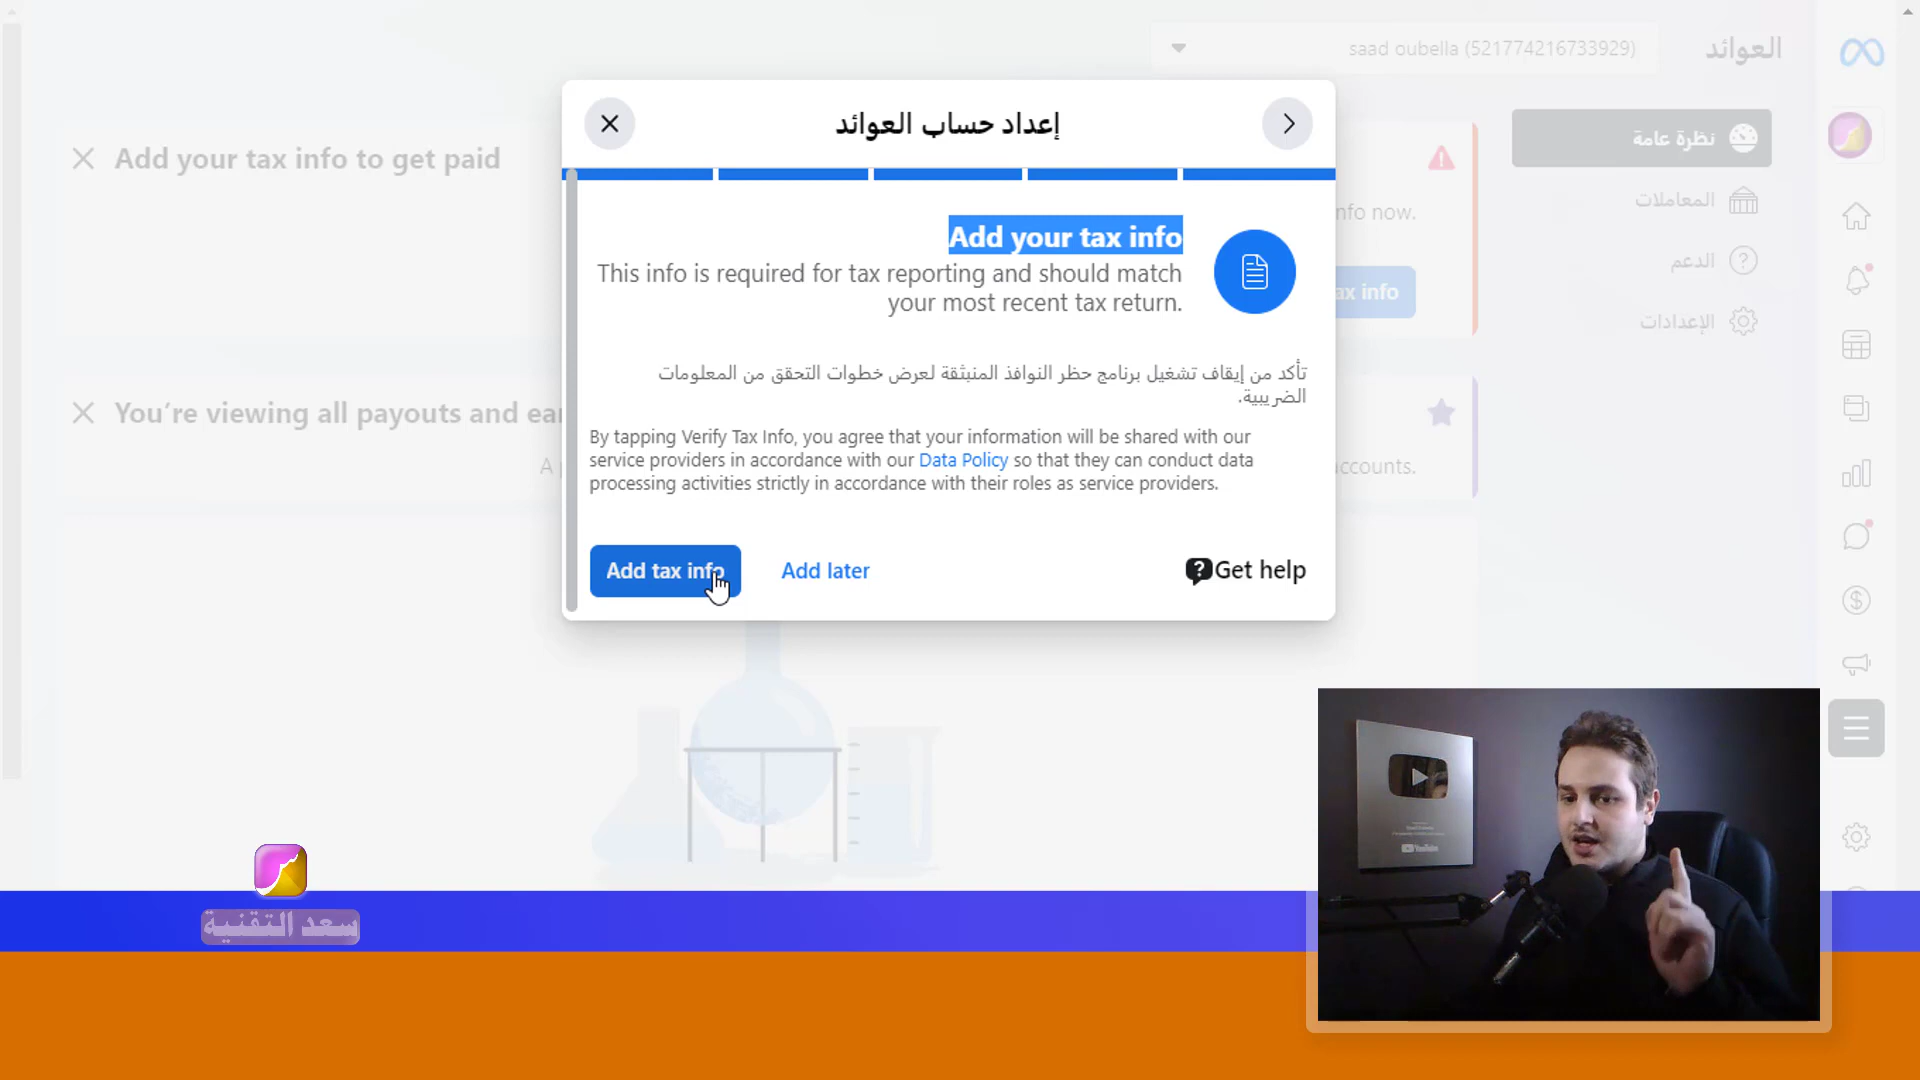 saad oubella (521774216733929)
العوائد
نظرة عامة
المعاملات
الدعم
الإعدادات
Add your tax info to get paid
nfo now.
ax info
You're viewing all payouts and ear
A
ccounts.
إعداد حساب العوائد
Add your tax info
This info is required for tax reporting and should match
your most recent tax return.
تأكد من إيقاف تشغيل برنامج حظر النوافذ المنبثقة لعرض خطوات التحقق من المعلومات
الضريبية.
By tapping Verify Tax Info, you agree that your information will be shared with our
service providers in accordance with our Data Policy so that they can conduct data
processing activities strictly in accordance with their roles as service providers.
Add tax info
Add later
Get help
سعد التقنية
YouTube